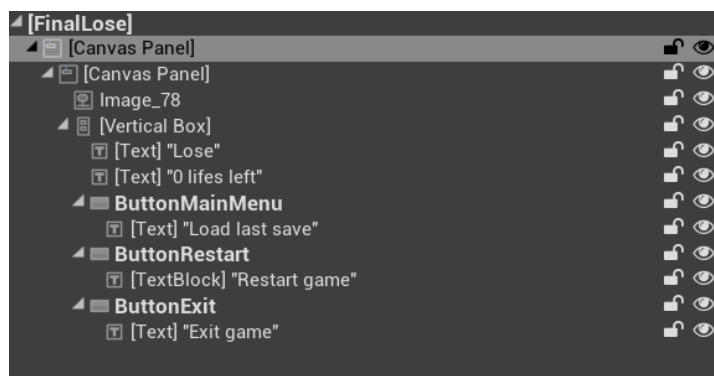 [FinalLose]
[Canvas Panel]
[Canvas Panel]
Image_78
[Vertical Box]
[Text] "Lose"
[Text] "0 lifes left"
ButtonMainMenu
[Text] "Load last save"
ButtonRestart
[TextBlock] "Restart game"
ButtonExit
[Text] "Exit game"